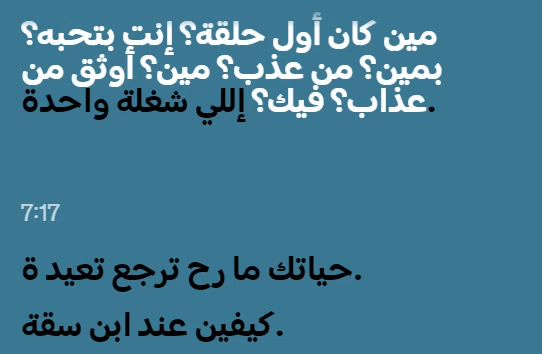 مين كان أول حلقة؟ إنت بتحبه؟
بمين؟ من عذب؟ مين؟ أوثق من
عذاب؟ فيك؟ إللي شغلة واحدة.
7:17
حياتك ما رح ترجع تعيد ة.
كيفين عند ابن سقة.